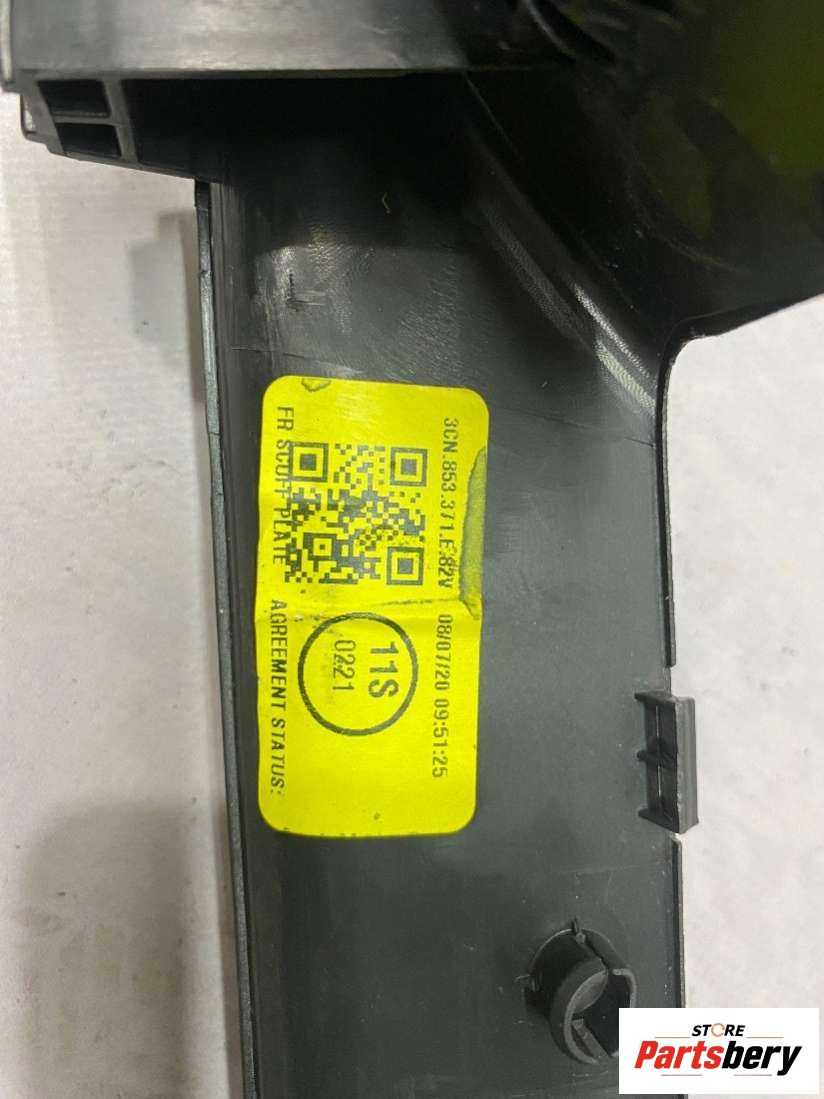 3CN.853.371.E.82V 08/07/20 09:51:25
11S
0221
FR SCUFF PLATE AGREEMENT STATUS:
STORE
Partsbery